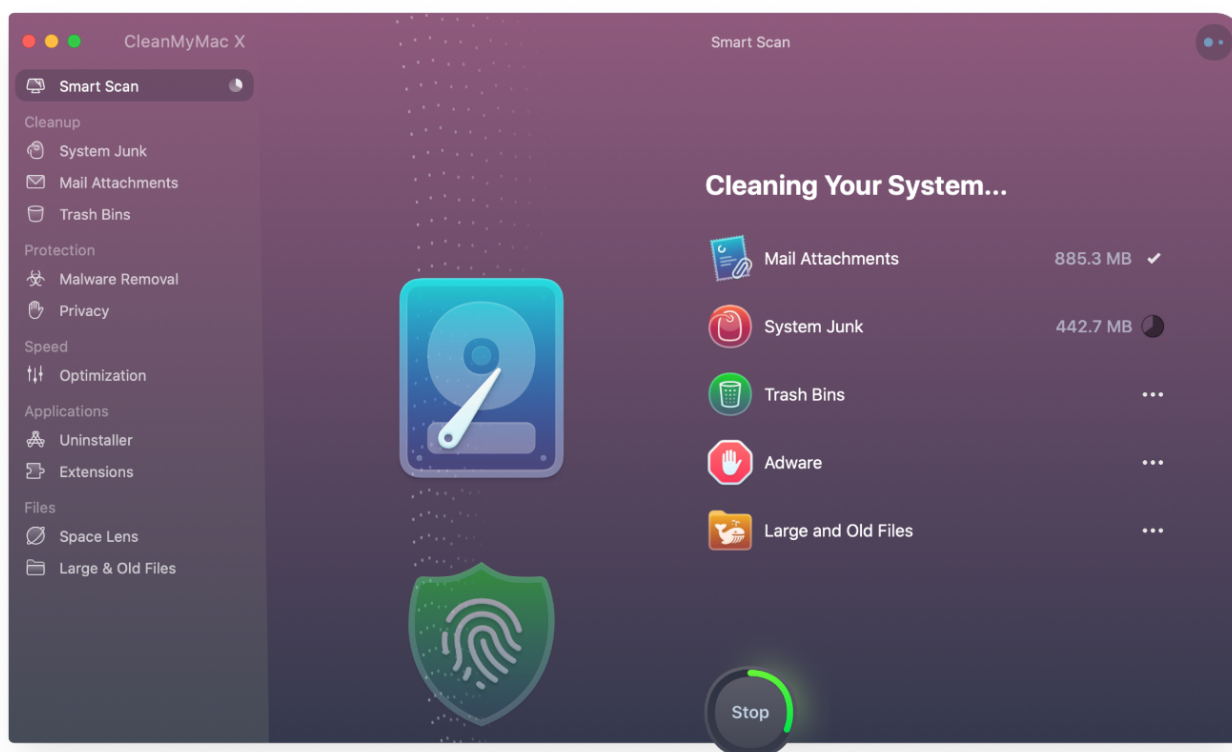 CleanMyMac X
Smart Scan
Smart Scan
Cleanup
System Junk
Mail Attachments
Trash Bins
Protection
Malware Removal
Privacy
Speed
Optimization
Applications
Uninstaller
Extensions
Files
Space Lens
Large & Old Files
Cleaning Your System...
Mail Attachments 885.3 MB
System Junk 442.7 MB
Trash Bins
Adware
Large and Old Files
Stop